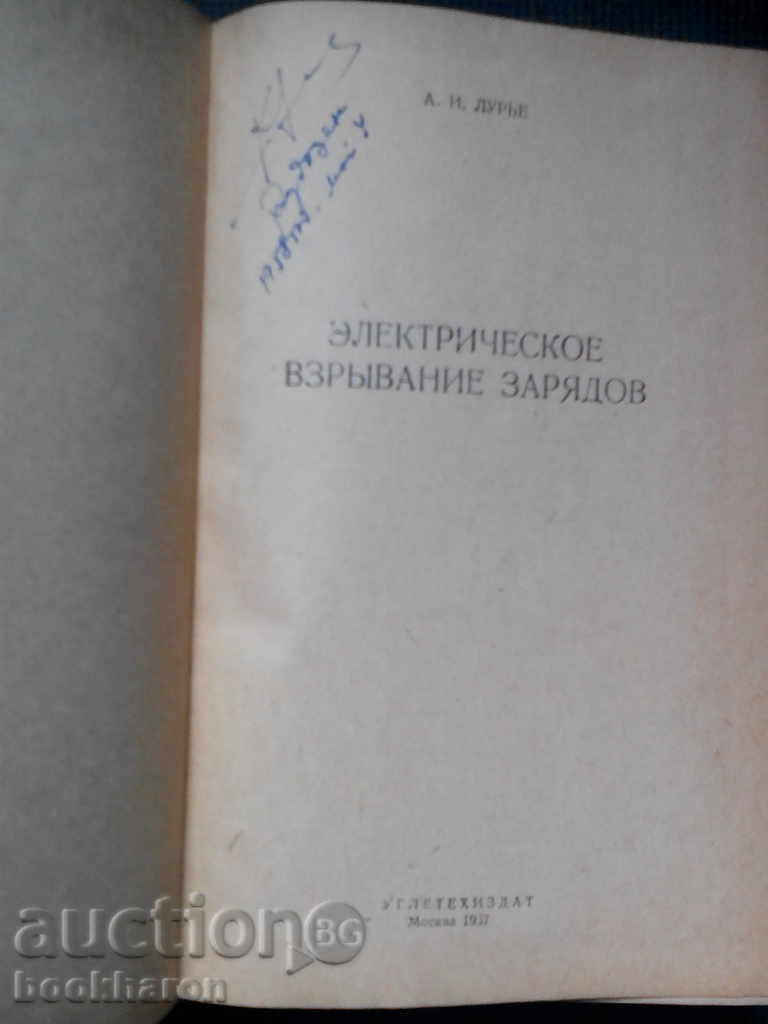 А. И. ЛУРЬЕ
ЭЛЕКТРИЧЕСКОЕ
ВЗРЫВАНИЕ ЗАРЯДОВ
УГЛЕТЕХИЗДАТ
Москва 1957
auction BG
bookharon